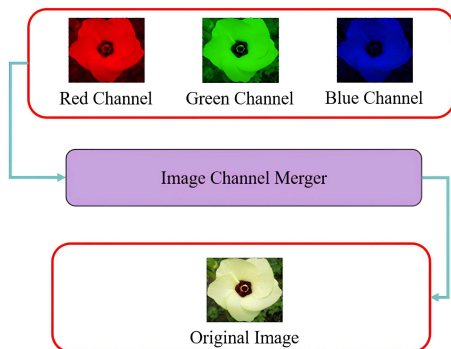 Red Channel
Green Channel
Blue Channel
Image Channel Merger
Original Image